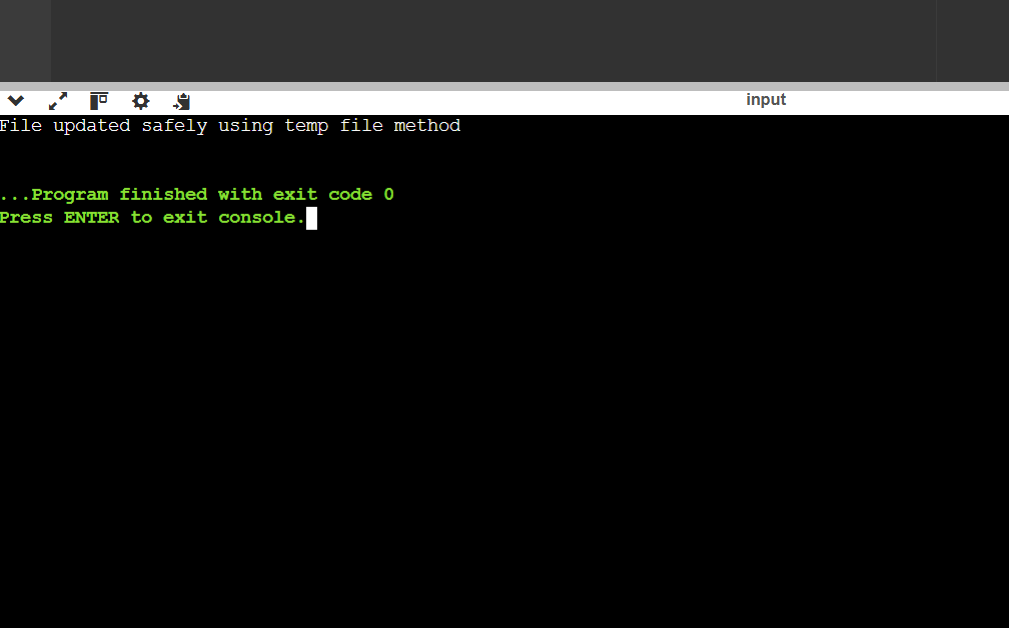 input
File updated safely using temp file method
...Program finished with exit code 0
Press ENTER to exit console.